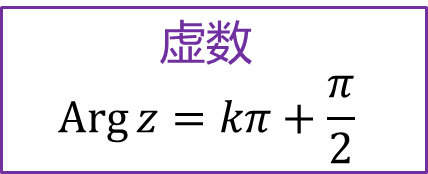 虚数
Arg z = kπ + π/2